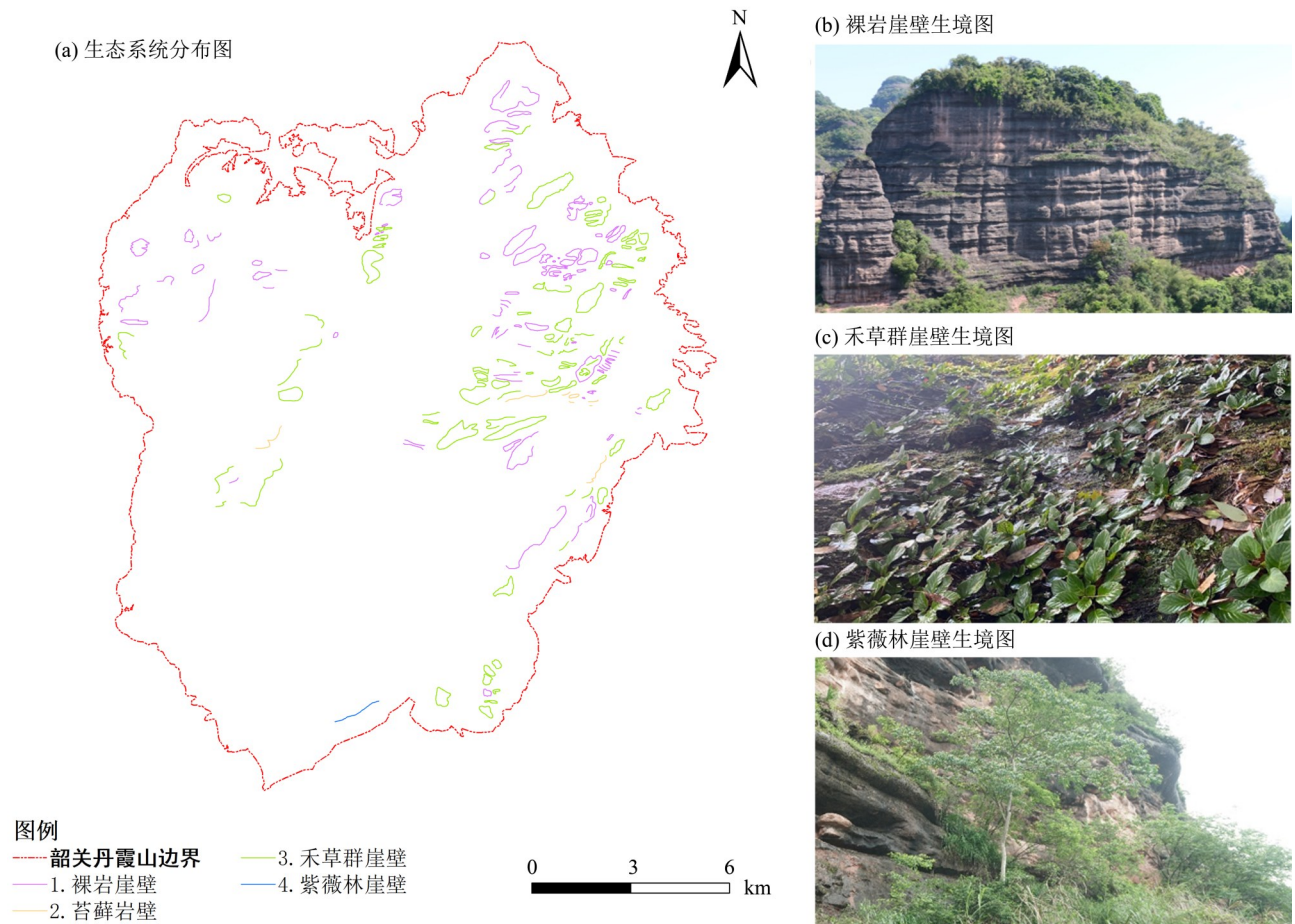 (a) 生态系统分布图
N
(b) 裸岩崖壁生境图
(c) 禾草群崖壁生境图
(d) 紫薇林崖壁生境图
图例
韶关丹霞山边界
1. 裸岩崖壁
2. 苔藓岩壁
3. 禾草群崖壁
4. 紫薇林崖壁
0 3 6
km